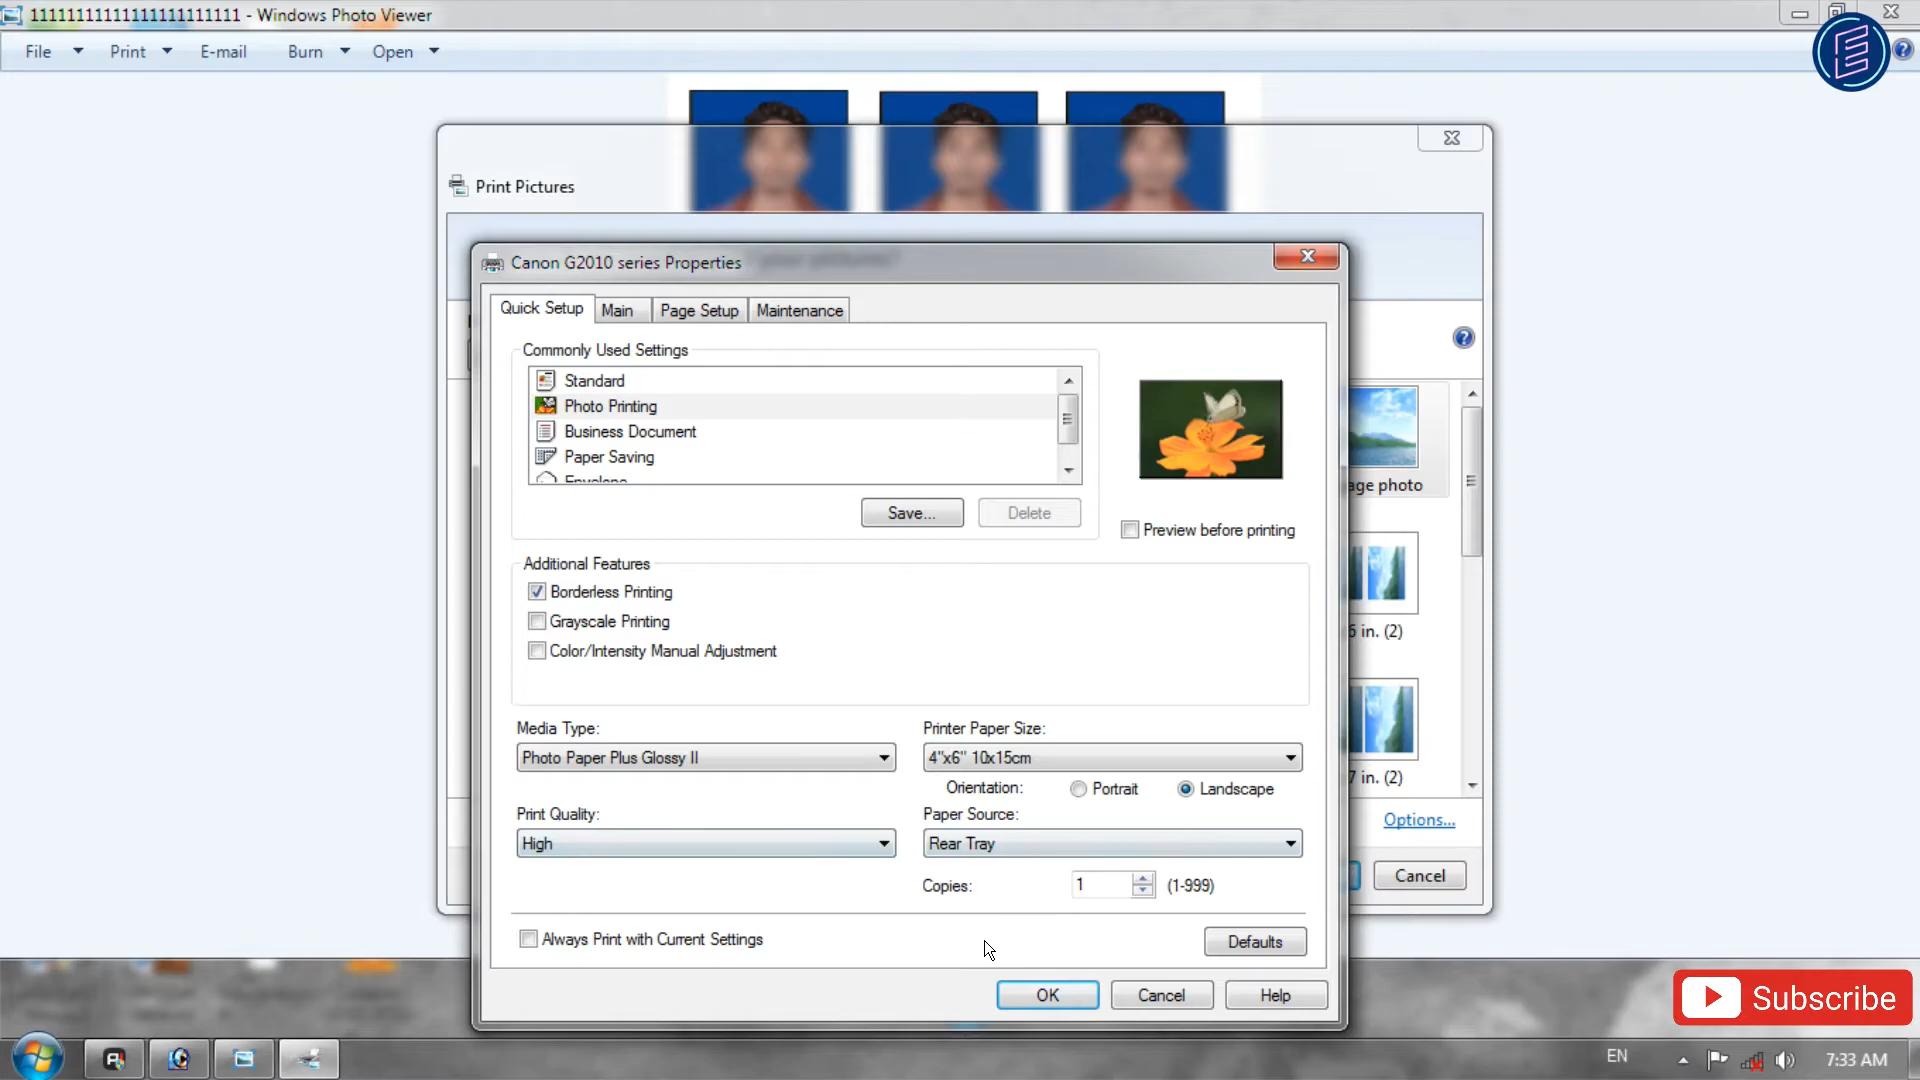 11111111111111111111111 - Windows Photo Viewer
File Print E-mail Burn Open
Print Pictures
Canon G2010 series Properties
Quick Setup Main Page Setup Maintenance
Commonly Used Settings
Standard
Photo Printing
Business Document
Paper Saving
Envelope
Save... Delete
Preview before printing
age photo
Additional Features
Borderless Printing
Grayscale Printing
Color/Intensity Manual Adjustment
6 in. (2)
Media Type: Printer Paper Size:
Photo Paper Plus Glossy II 4"x6" 10x15cm
7 in. (2)
Orientation: Portrait Landscape
Print Quality: Paper Source:
High Rear Tray
Options...
Copies: 1 (1-999)
Cancel
Always Print with Current Settings Defaults
OK Cancel Help
Subscribe
EN 7:33 AM